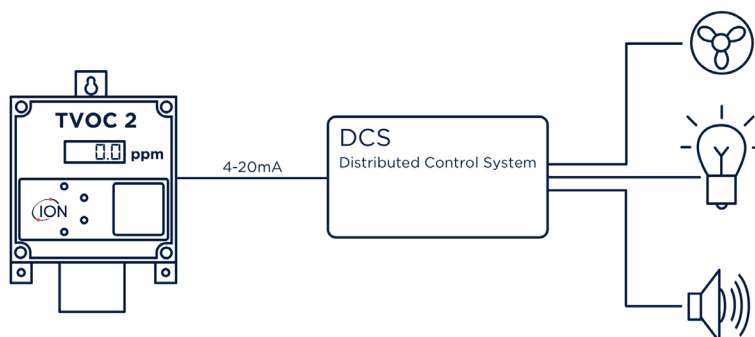 TVOC 2
0.0 ppm
ION
4-20mA
DCS
Distributed Control System